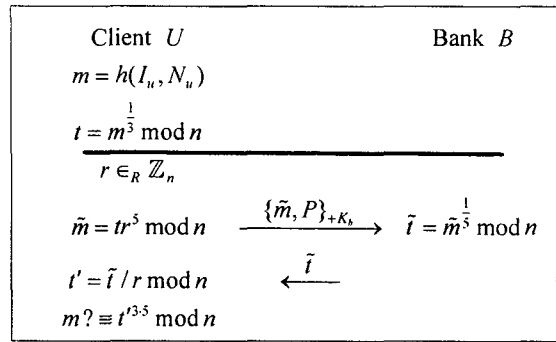 Client U Bank B
m = h(I_u, N_u)
t = m^{1/3} mod n
r ∈_R ℤ_n
m̃ = tr^5 mod n {m̃, P}_{+K_b} → t̃ = m̃^{1/5} mod n
t' = t̃ / r mod n ← t̃
m? ≡ t'^{3·5} mod n